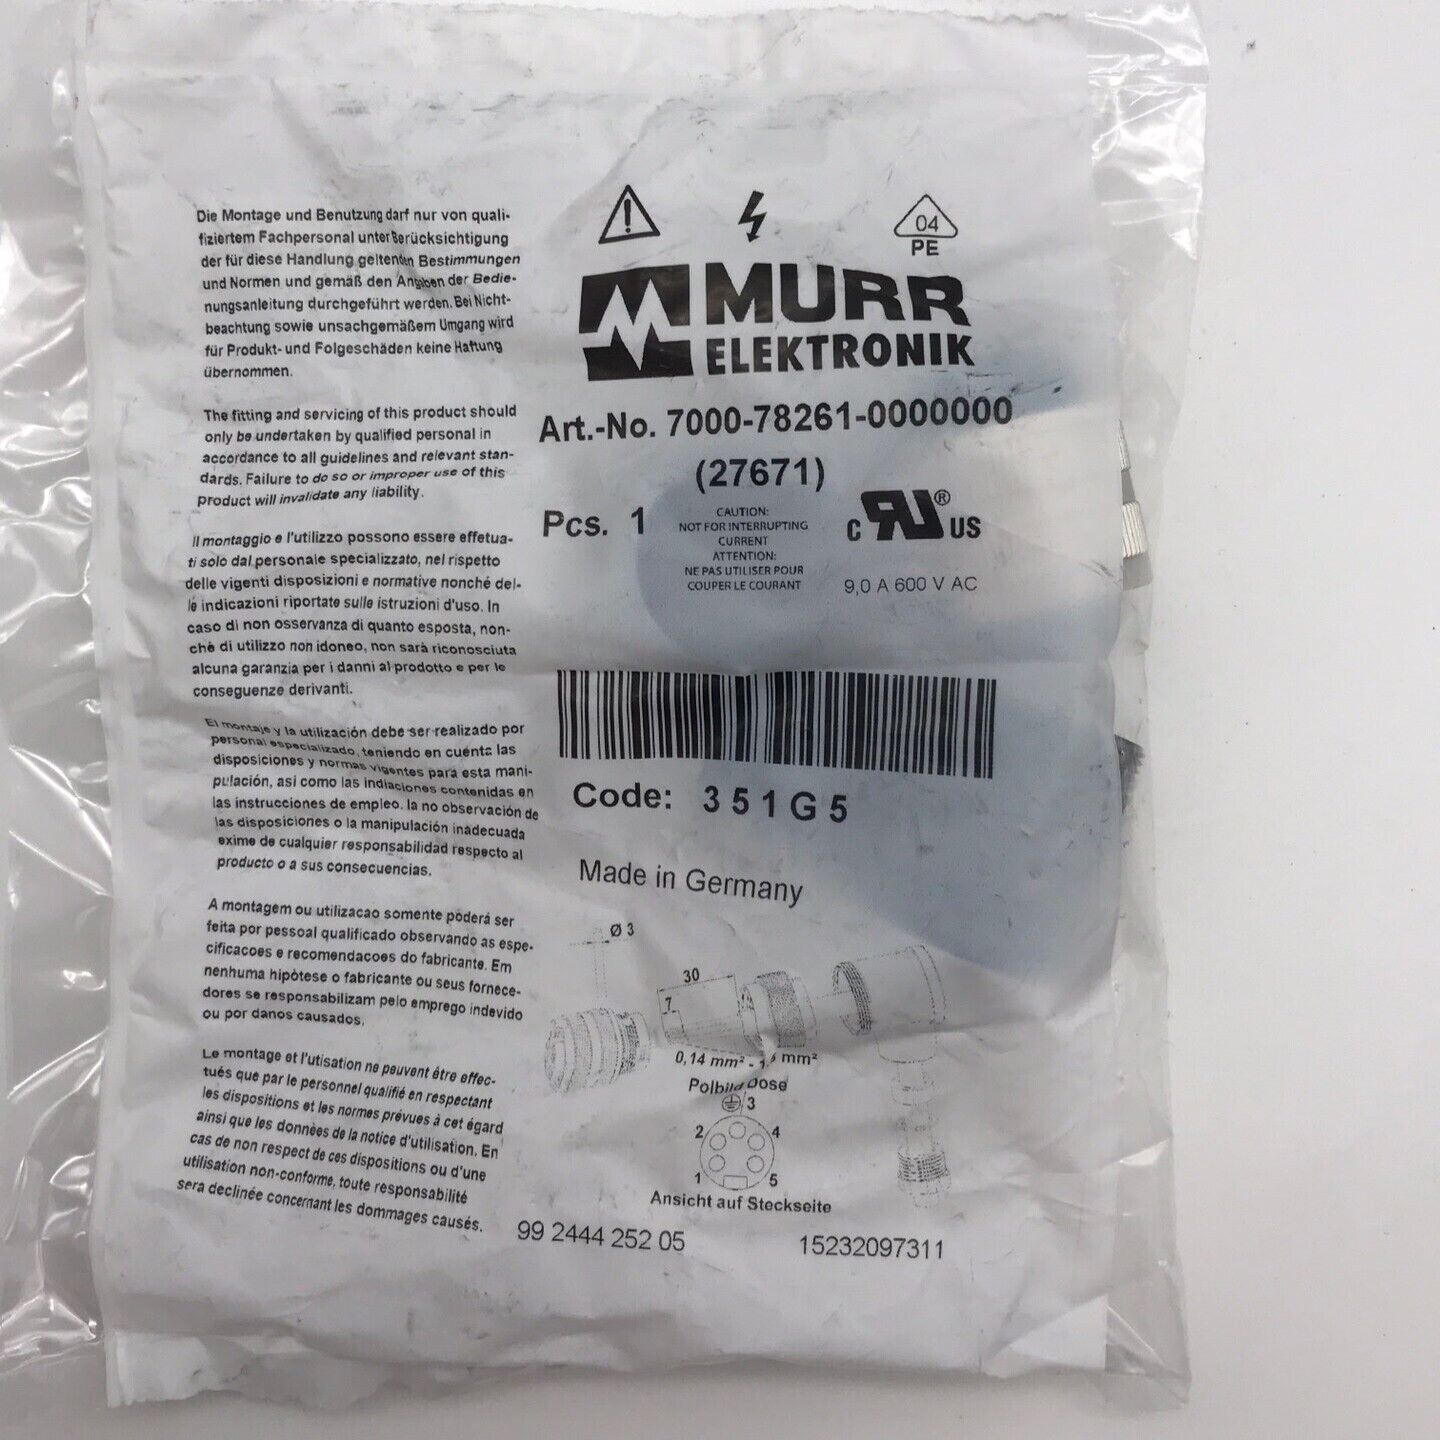 Die Montage und Benutzung darf nur von quali-
fiziertem Fachpersonal unter Berücksichtigung
der für diese Handlung geltenden Bestimmungen
und Normen und gemäß den Angaben der Bedie-
nungsanleitung durchgeführt werden. Bei Nicht-
beachtung sowie unsachgemäßem Umgang wird
für Produkt- und Folgeschäden keine Haftung
übernommen.
The fitting and servicing of this product should
only be undertaken by qualified personal in
accordance to all guidelines and relevant stan-
dards. Failure to do so or improper use of this
product will invalidate any liability.
Il montaggio e l'utilizzo possono essere effetua-
ti solo dal personale specializzato, nel rispetto
delle vigenti disposizioni e normative nonché del-
le indicazioni riportate sulle istruzioni d'uso. In
caso di non osservanza di quanto esposta, non-
chè di utilizzo non idoneo, non sarà riconosciuta
alcuna garanzia per i danni al prodotto e per le
conseguenze derivanti.
El montaje y la utilización debe ser realizado por
personal especializado, teniendo en cuenta las
disposiciones y normas vigentes para esta mani-
pulación, asi como las indiaciones contenidas en
las instrucciones de empleo. la no observación de
las disposiciones o la manipulación inadecuada
exime de cualquier responsabilidad respecto al
producto o a sus consecuencias.
A montagem ou utilizacao somente poderá ser
feita por pessoal qualificado observando as espe-
cificacoes e recomendacoes do fabricante. Em
nenhuma hipòtese o fabricante ou seus fornece-
dores se responsabilizam pelo emprego indevido
ou por danos causados.
Le montage et l'utisation ne peuvent être effec-
tués que par le personnel qualifié en respectant
les dispositions et les normes prévues à cet égard
ainsi que les données de la notice d'utilisation. En
cas de non respect de ces dispositions ou d'une
utilisation non-conforme, toute responsabilité
sera declinée concernant les dommages causés.
04
PE
MURR
ELEKTRONIK
Art.-No. 7000-78261-0000000
(27671)
Pcs. 1
CAUTION:
NOT FOR INTERRUPTING
CURRENT
ATTENTION:
NE PAS UTILISER POUR
COUPER LE COURANT
c RU ® US
9,0 A 600 V AC
Code: 351G5
Made in Germany
Ø 3
30
7
0,14 mm² - mm²
Polbild Dose
3
2 4
1 5
Ansicht auf Steckseite
99 2444 252 05 15232097311